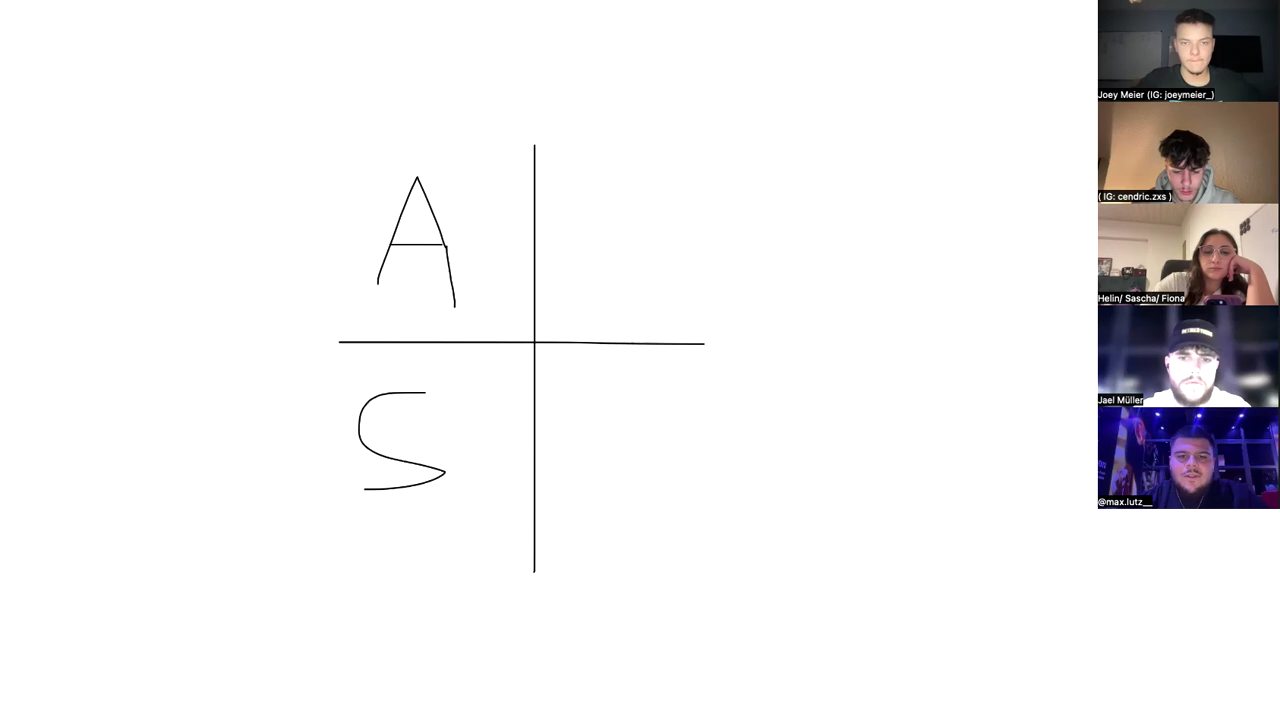 A
S
Joey Meier (IG: joeymeier_)
( IG: cendric.zxs )
Helin/ Sascha/ Fiona
Jael Müller
@max.lutz__